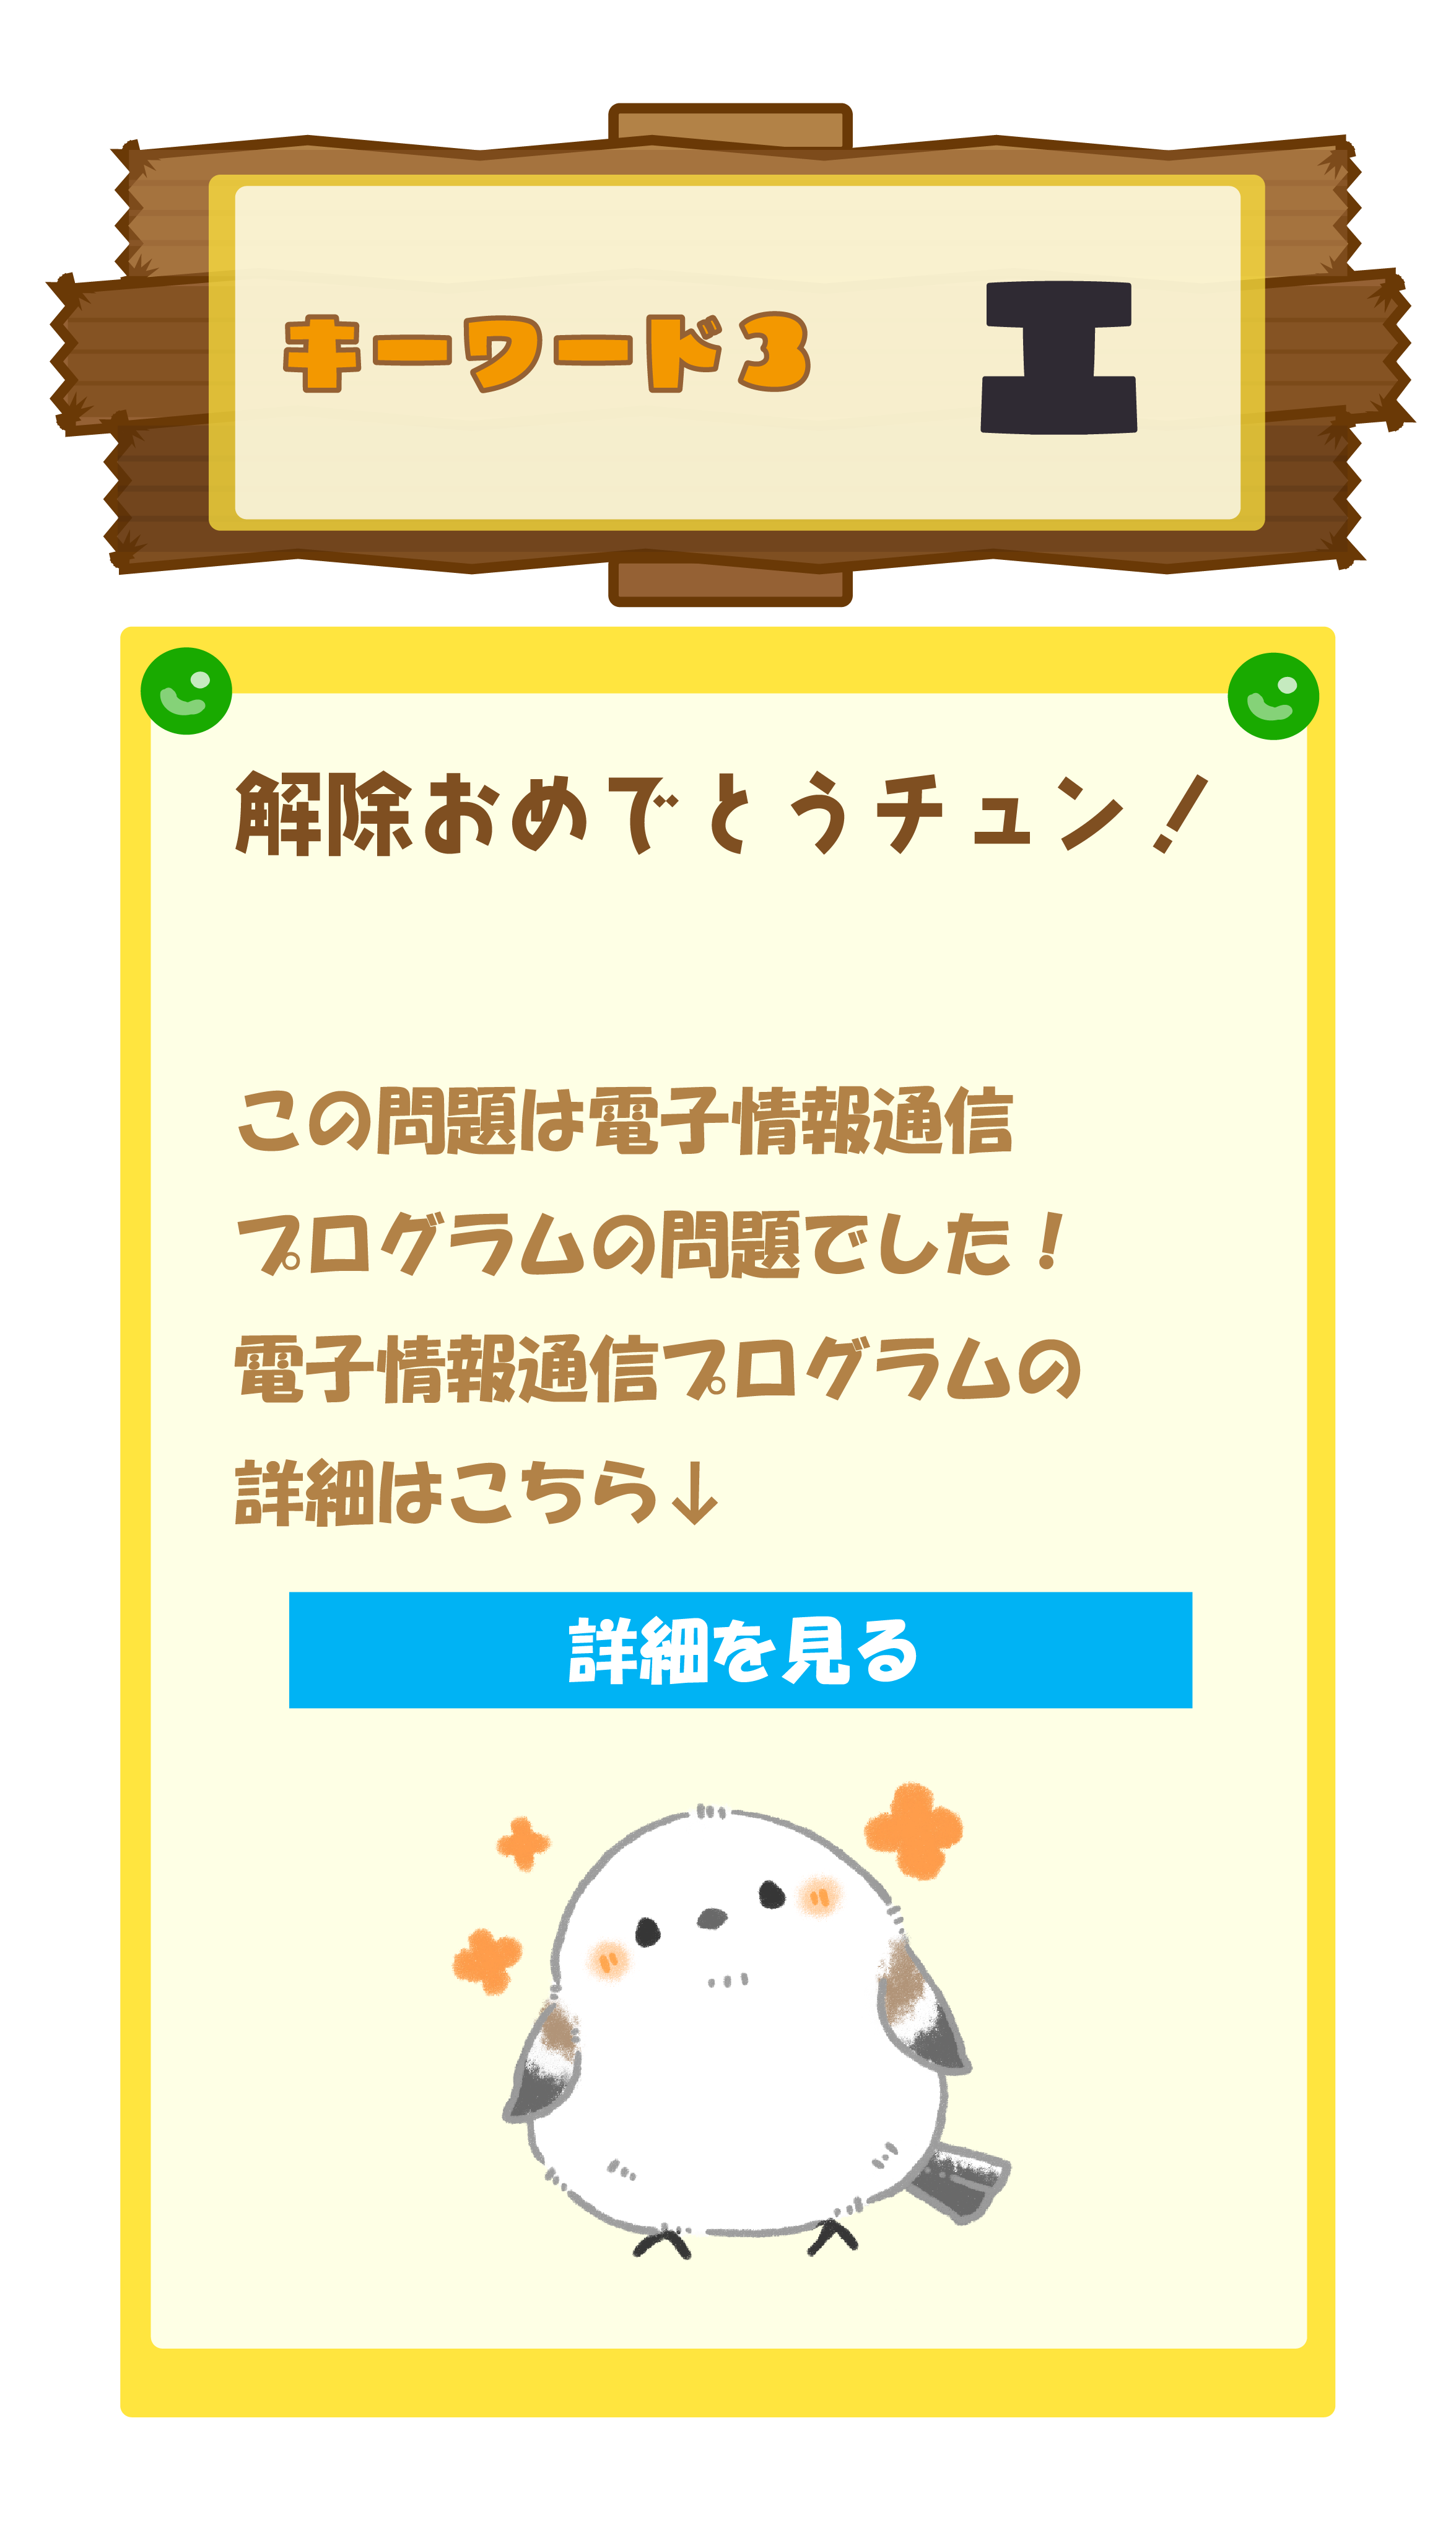 キーワード3 エ
解除おめでとうチュン！
この問題は電子情報通信
プログラムの問題でした！
電子情報通信プログラムの
詳細はこちら↓
詳細を見る